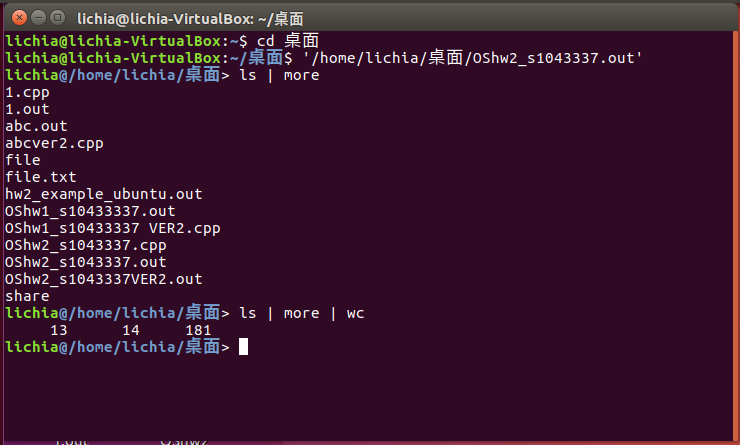 lichia@lichia-VirtualBox: ~/桌面
lichia@lichia-VirtualBox:~$ cd 桌面
lichia@lichia-VirtualBox:~/桌面$ '/home/lichia/桌面/OShw2_s1043337.out'
lichia@/home/lichia/桌面> ls | more
1.cpp
1.out
abc.out
abcver2.cpp
file
file.txt
hw2_example_ubuntu.out
OShw1_s10433337.out
OShw1_s10433337 VER2.cpp
OShw2_s1043337.cpp
OShw2_s1043337.out
OShw2_s1043337VER2.out
share
lichia@/home/lichia/桌面> ls | more | wc
13 14 181
lichia@/home/lichia/桌面>